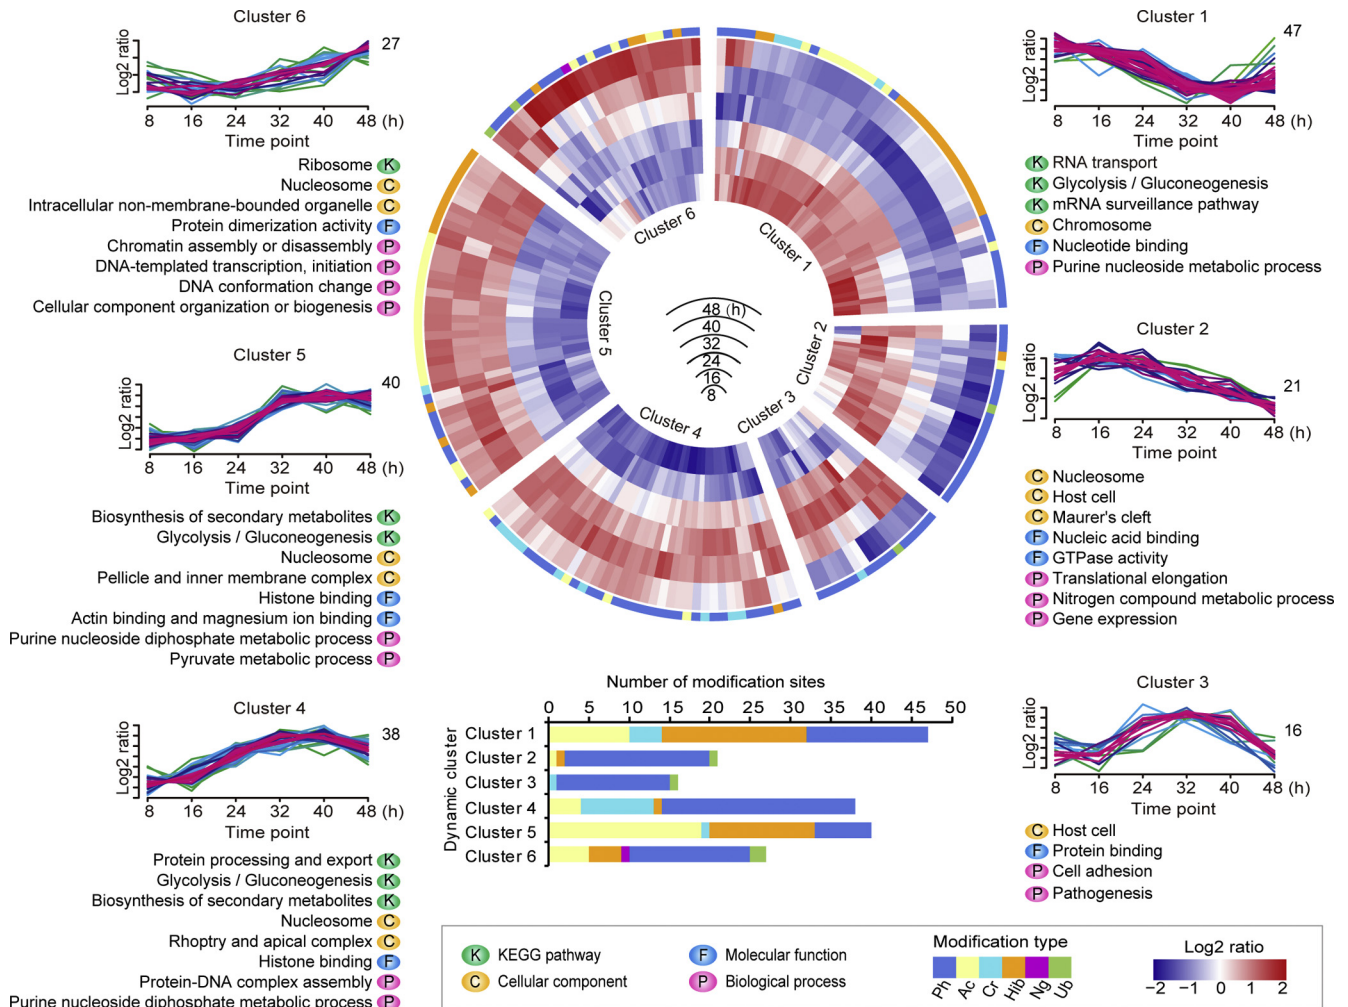 Cluster 6
27
Log2 ratio
8 16 24 32 40 48 (h)
Time point
Ribosome K
Nucleosome C
Intracellular non-membrane-bounded organelle C
Protein dimerization activity F
Chromatin assembly or disassembly P
DNA-templated transcription, initiation P
DNA conformation change P
Cellular component organization or biogenesis P
Cluster 5
40
Log2 ratio
8 16 24 32 40 48 (h)
Time point
Biosynthesis of secondary metabolites K
Glycolysis / Gluconeogenesis K
Nucleosome C
Pellicle and inner membrane complex C
Histone binding F
Actin binding and magnesium ion binding F
Purine nucleoside diphosphate metabolic process P
Pyruvate metabolic process P
Cluster 4
38
Log2 ratio
8 16 24 32 40 48 (h)
Time point
Protein processing and export K
Glycolysis / Gluconeogenesis K
Biosynthesis of secondary metabolites K
Nucleosome C
Rhoptry and apical complex C
Histone binding F
Protein-DNA complex assembly P
Purine nucleoside diphosphate metabolic process P
Cluster 6
Cluster 1
Cluster 5
Cluster 2
Cluster 4
Cluster 3
48 (h)
40
32
24
16
8
Number of modification sites
0 5 10 15 20 25 30 35 40 45 50
Dynamic cluster
Cluster 1
Cluster 2
Cluster 3
Cluster 4
Cluster 5
Cluster 6
Cluster 1
47
Log2 ratio
8 16 24 32 40 48 (h)
Time point
K RNA transport
K Glycolysis / Gluconeogenesis
K mRNA surveillance pathway
C Chromosome
F Nucleotide binding
P Purine nucleoside metabolic process
Cluster 2
21
Log2 ratio
8 16 24 32 40 48 (h)
Time point
C Nucleosome
C Host cell
C Maurer's cleft
F Nucleic acid binding
F GTPase activity
P Translational elongation
P Nitrogen compound metabolic process
P Gene expression
Cluster 3
16
Log2 ratio
8 16 24 32 40 48 (h)
Time point
C Host cell
F Protein binding
P Cell adhesion
P Pathogenesis
K KEGG pathway
C Cellular component
F Molecular function
P Biological process
Modification type
Ph Ac Cr Hib Ng Ub
Log2 ratio
−2 −1 0 1 2